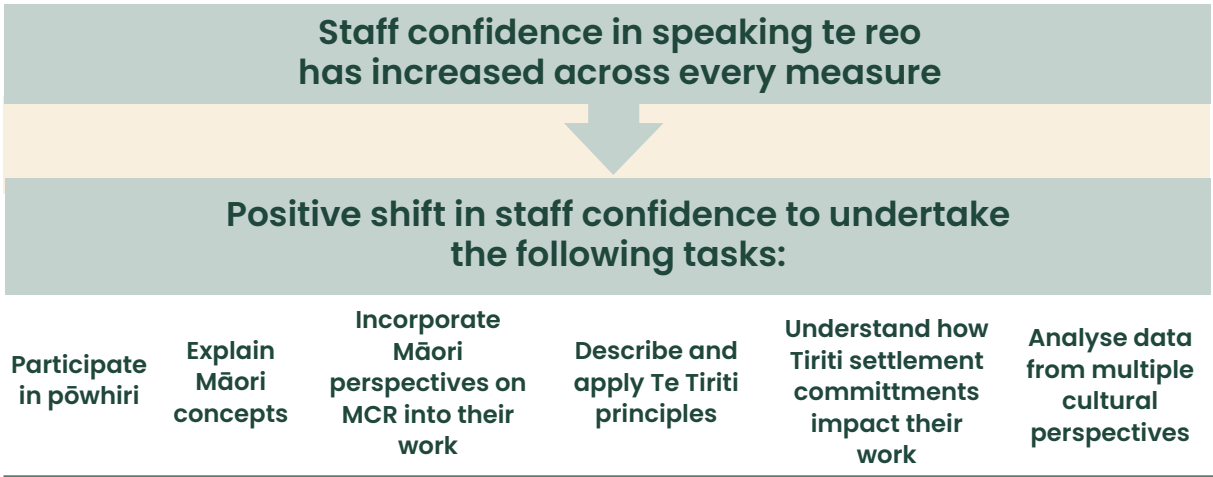 Staff confidence in speaking te reo
has increased across every measure
Positive shift in staff confidence to undertake
the following tasks:
Participate
in pōwhiri
Explain
Māori
concepts
Incorporate
Māori
perspectives on
MCR into their
work
Describe and
apply Te Tiriti
principles
Understand how
Tiriti settlement
committments
impact their
work
Analyse data
from multiple
cultural
perspectives